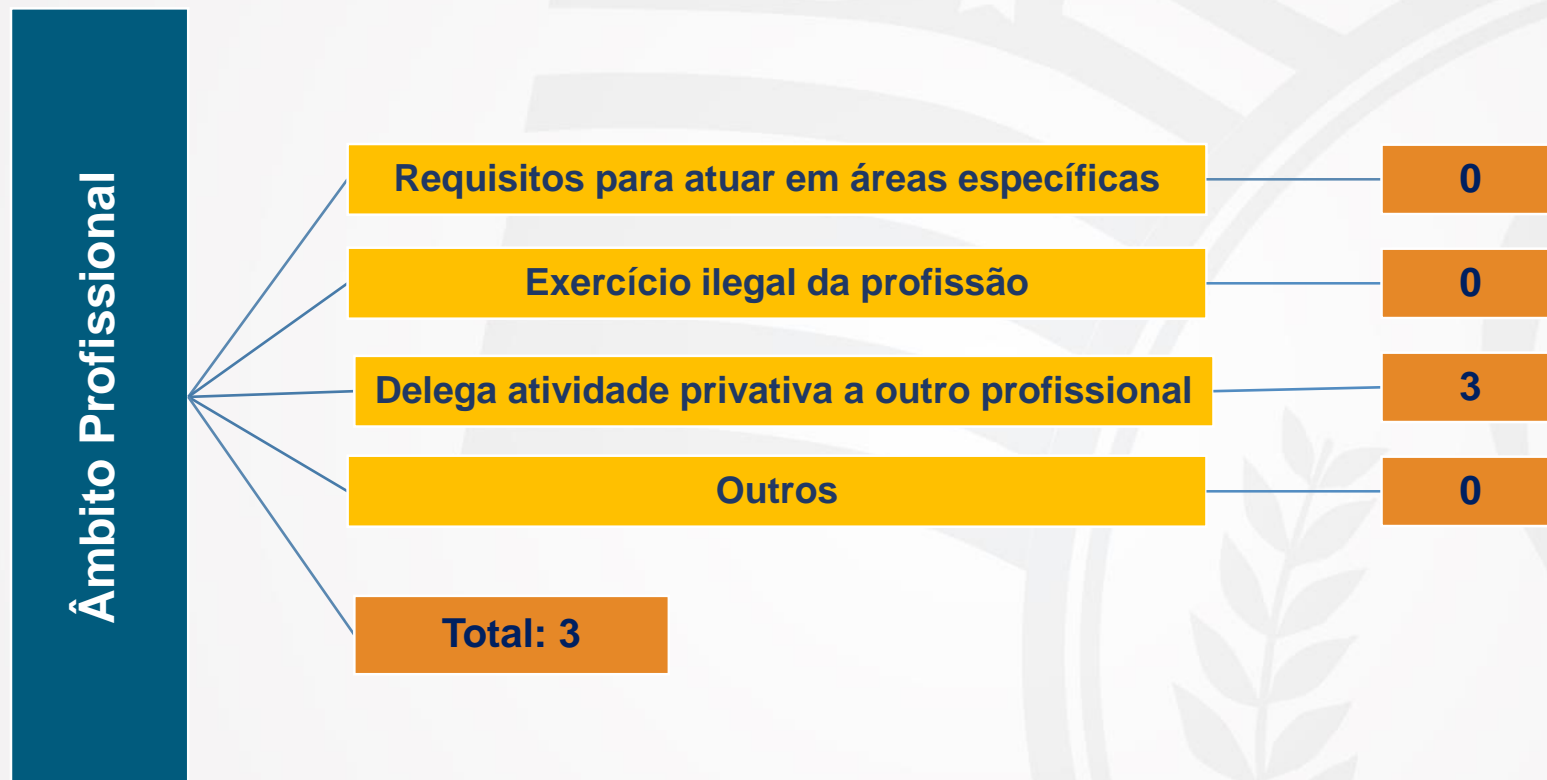 Âmbito Profissional
Requisitos para atuar em áreas específicas 0
Exercício ilegal da profissão 0
Delega atividade privativa a outro profissional 3
Outros 0
Total: 3